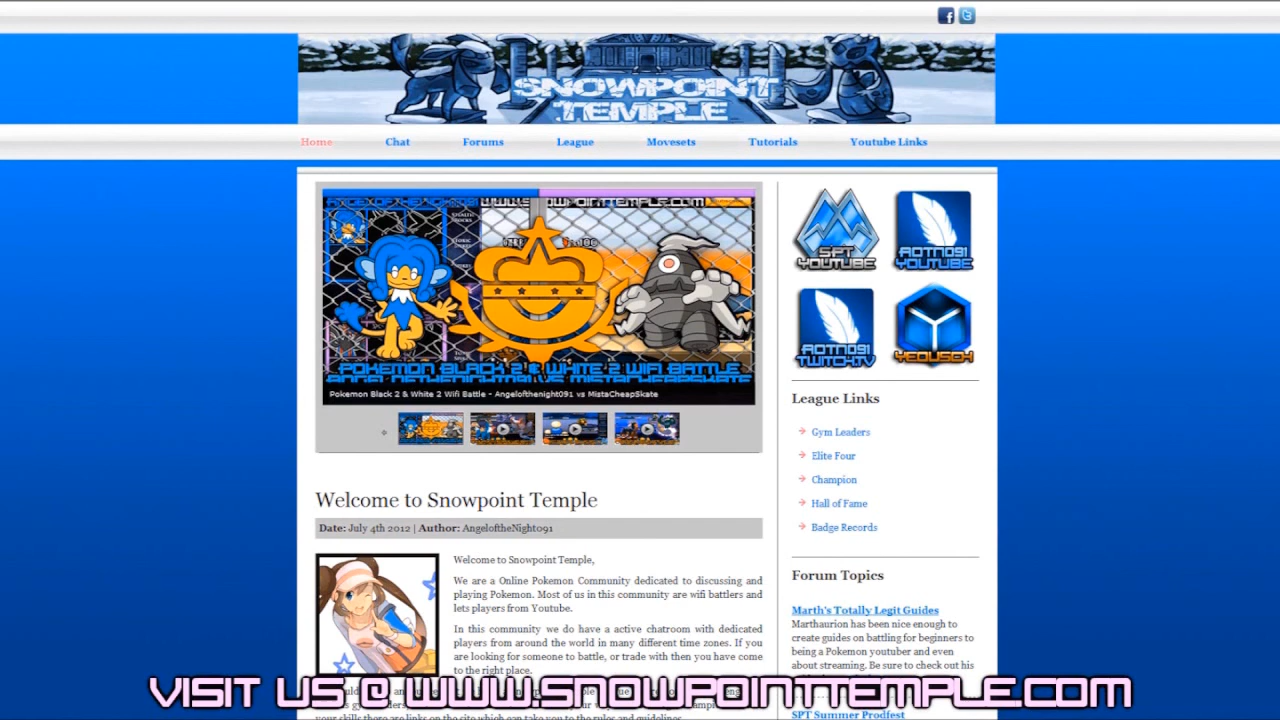 SNOWPOINT
TEMPLE
Home Chat Forums League Movesets Tutorials Youtube Links
POKEMON BLACK 2 & WHITE 2 WIFI BATTLE
Pokemon Black 2 & White 2 Wifi Battle - Angelofthenight091 vs MistaCheapSkate
SPT
YOUTUBE
AOTN091
YOUTUBE
AOTN091
TWITCH.TV
YEOUSCH
League Links
Gym Leaders
Elite Four
Champion
Hall of Fame
Badge Records
Welcome to Snowpoint Temple
Date: July 4th 2012 | Author: AngeloftheNight091
Welcome to Snowpoint Temple,
We are a Online Pokemon Community dedicated to discussing and
playing Pokemon. Most of us in this community are wifi battlers and
lets players from Youtube.
In this community we do have a active chatroom with dedicated
players from around the world in many different time zones. If you
are looking for someone to battle, or trade with then you have come
to the right place.
Forum Topics
Marth's Totally Legit Guides
Marthaurion has been nice enough to
create guides on battling for beginners to
being a Pokemon youtuber and even
about streaming. Be sure to check out his
SPT Summer Prodfest
VISIT US @ WWW.SNOWPOINTTEMPLE.COM